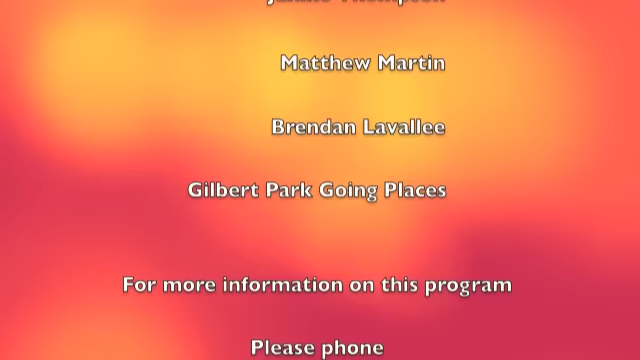 Matthew Martin
Brendan Lavallee
Gilbert Park Going Places
For more information on this program
Please phone